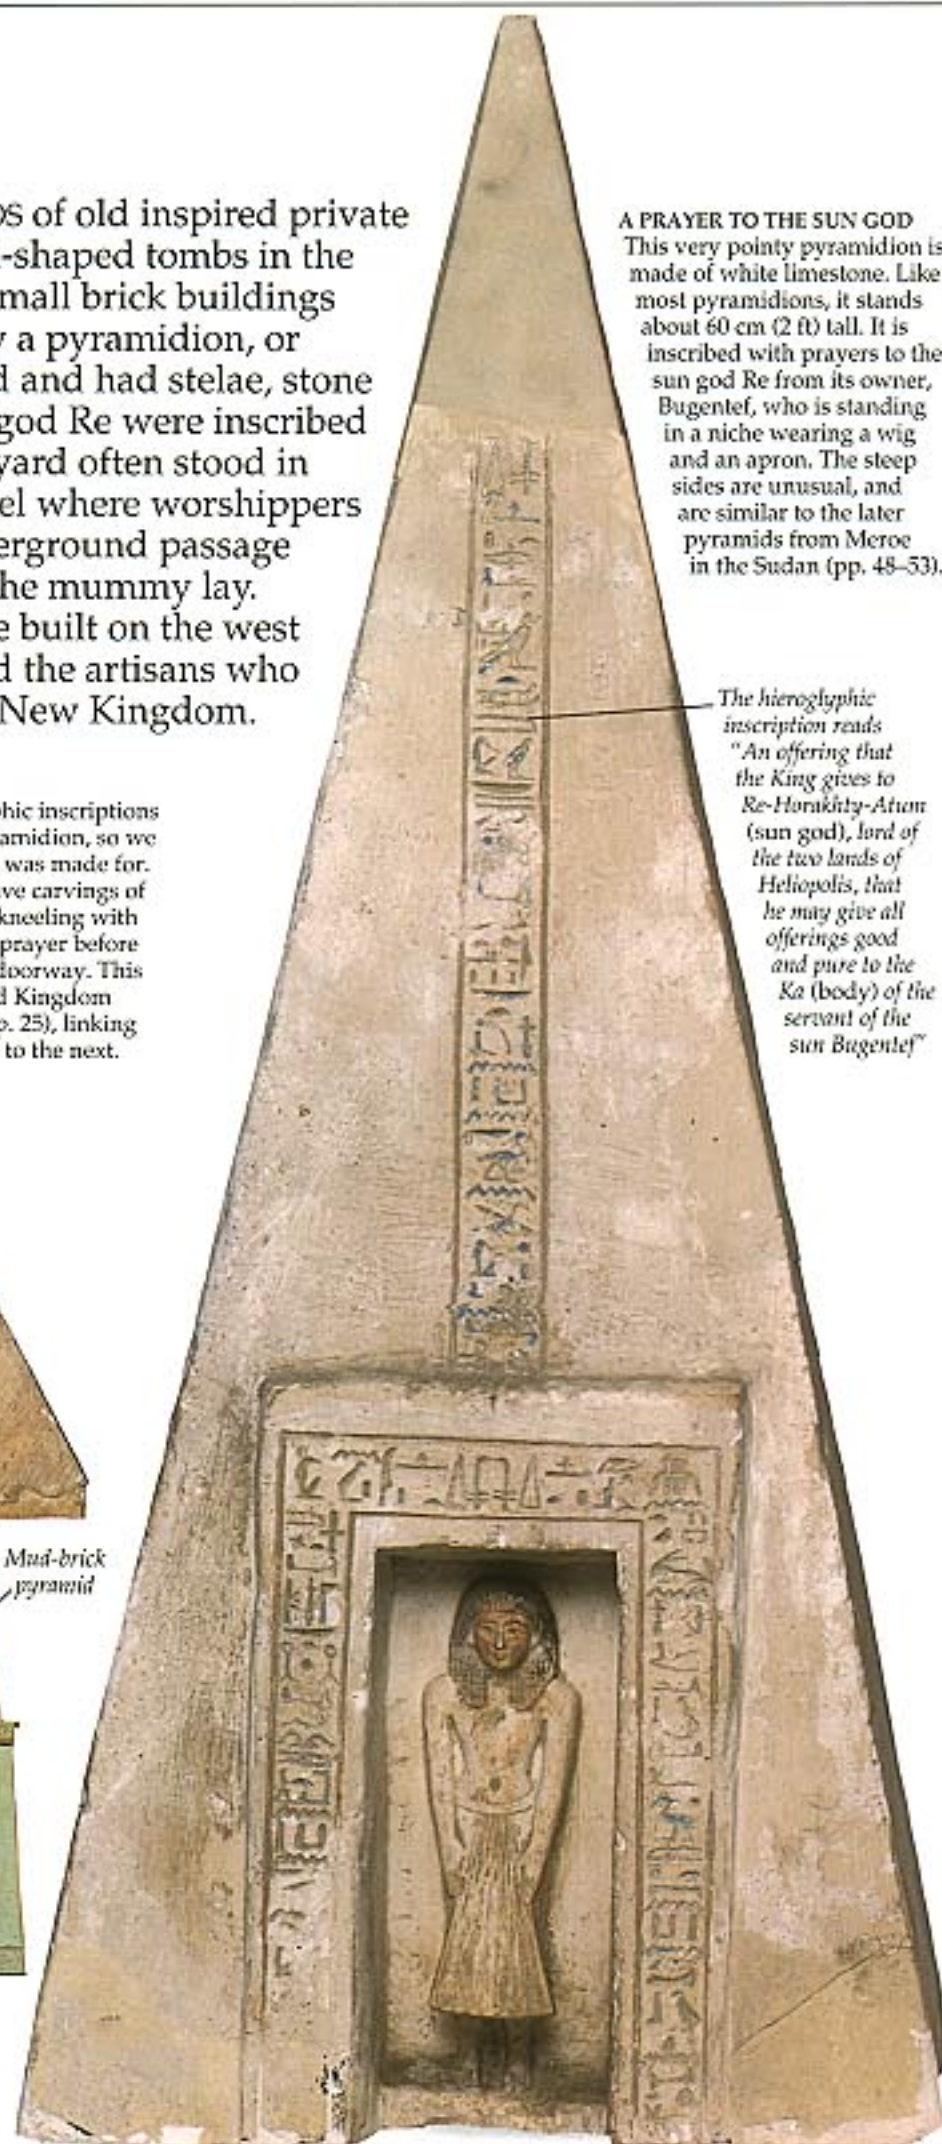 of old inspired private
-shaped tombs in the
mall brick buildings
a pyramidion, or
and had stelae, stone
god Re were inscribed
yard often stood in
el where worshippers
erground passage
he mummy lay.
e built on the west
d the artisans who
New Kingdom.
hic inscriptions
amidion, so we
was made for.
ve carvings of
kneeling with
prayer before
doorway. This
d Kingdom
p. 25), linking
to the next.
Mud-brick
pyramid
A PRAYER TO THE SUN GOD
This very pointy pyramidion is
made of white limestone. Like
most pyramidions, it stands
about 60 cm (2 ft) tall. It is
inscribed with prayers to the
sun god Re from its owner,
Bugentef, who is standing
in a niche wearing a wig
and an apron. The steep
sides are unusual, and
are similar to the later
pyramids from Meroe
in the Sudan (pp. 48–53).
The hieroglyphic
inscription reads
"An offering that
the King gives to
Re-Horakhty-Atum
(sun god), lord of
the two lands of
Heliopolis, that
he may give all
offerings good
and pure to the
Ka (body) of the
servant of the
sun Bugentef"